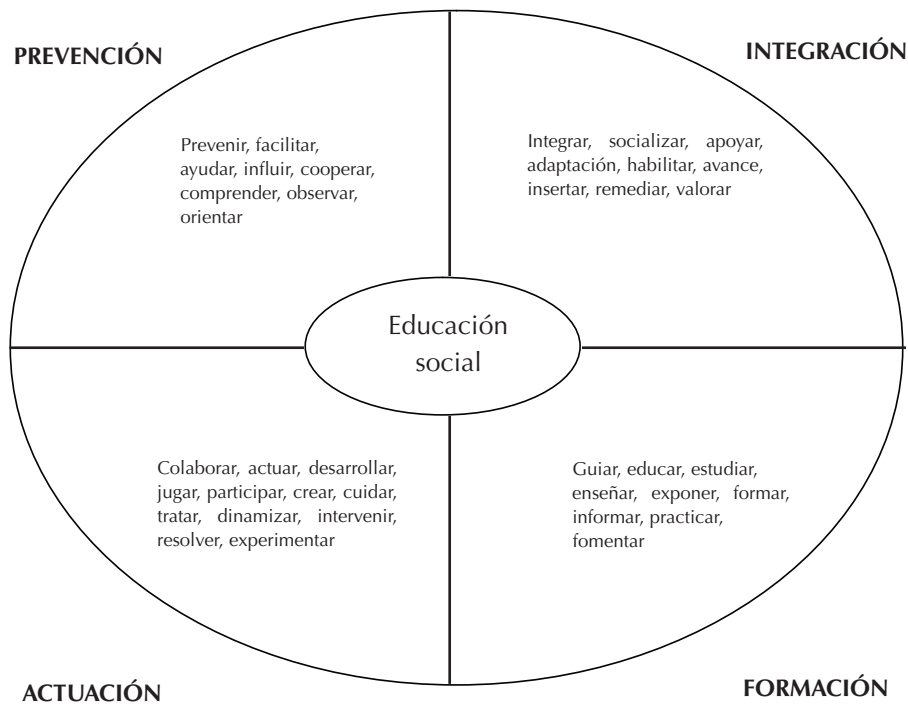 PREVENCIÓN
INTEGRACIÓN
Prevenir, facilitar,
ayudar, influir, cooperar,
comprender, observar,
orientar
Integrar, socializar, apoyar,
adaptación, habilitar, avance,
insertar, remediar, valorar
Educación
social
Colaborar, actuar, desarrollar,
jugar, participar, crear, cuidar,
tratar, dinamizar, intervenir,
resolver, experimentar
Guiar, educar, estudiar,
enseñar, exponer, formar,
informar, practicar,
fomentar
ACTUACIÓN
FORMACIÓN